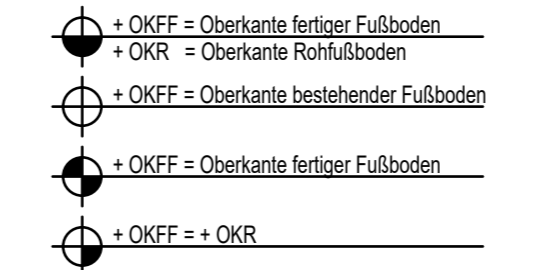 + OKFF = Oberkante fertiger Fußboden
+ OKR = Oberkante Rohfußboden
+ OKFF = Oberkante bestehender Fußboden
+ OKFF = Oberkante fertiger Fußboden
+ OKFF = + OKR